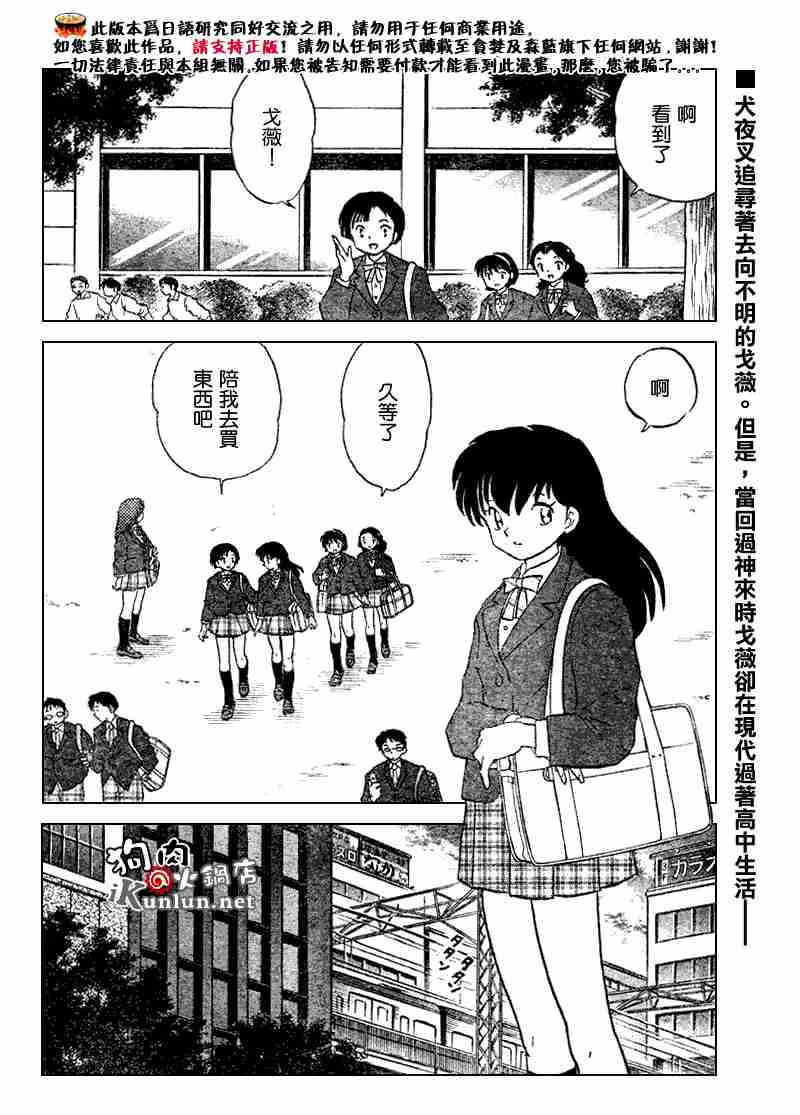 此版本爲日語研究同好交流之用，請勿用于任何商業用途。
如您喜歡此作品，請支持正版！請勿以任何形式轉載至貪婪及森藍旗下任何網站，謝謝！
一切法律責任與本組無關。如果您被告知需要付款才能看到此漫畫，那麽，您被騙了……
■犬夜叉追尋著去向不明的戈薇。但是，當回過神來時戈薇卻在現代過著高中生活——
啊
看到了
戈薇！
啊
久等了
陪我去買
東西吧
狗肉
火鍋店
Kunlun.net
カラ
タタタン
タタン